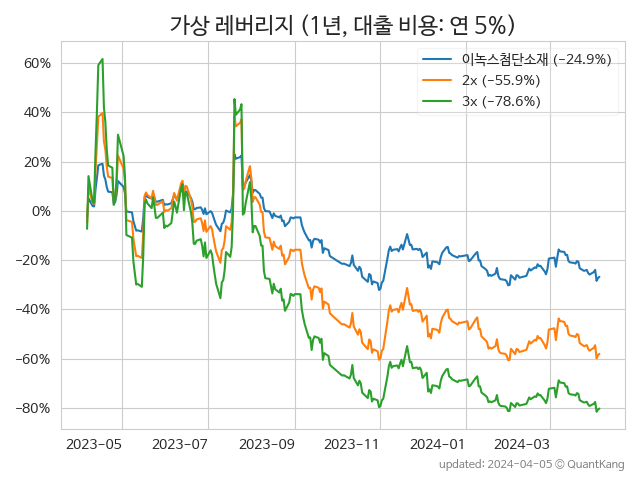 가상 레버리지 (1년, 대출 비용: 연 5%)
이녹스첨단소재 (-24.9%)
2x (-55.9%)
3x (-78.6%)
60%
40%
20%
0%
-20%
-40%
-60%
-80%
2023-05 2023-07 2023-09 2023-11 2024-01 2024-03
updated: 2024-04-05 © QuantKang